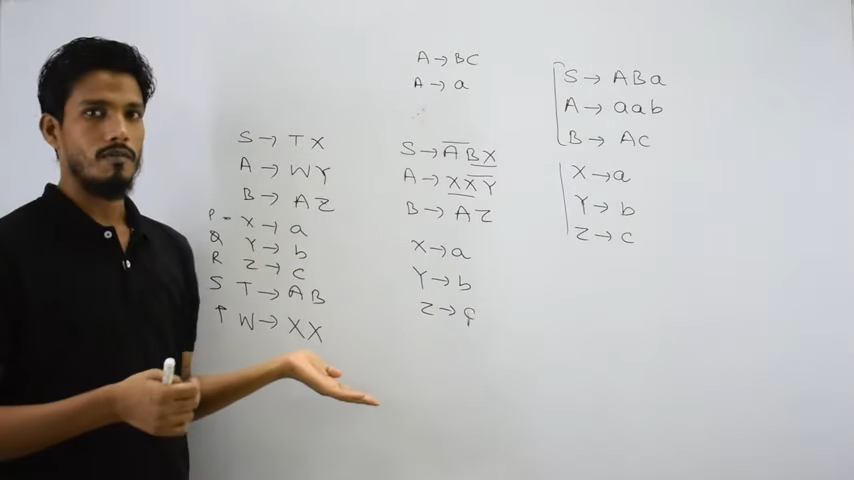 A → BC
A → a
S → ABa
A → aab
B → Ac
X → a
Y → b
Z → c
S → ABX
A → XXY
B → AZ
X → a
Y → b
Z → c
S → TX
A → WY
B → AZ
P - X → a
Q Y → b
R Z → c
S T → AB
T W → XX